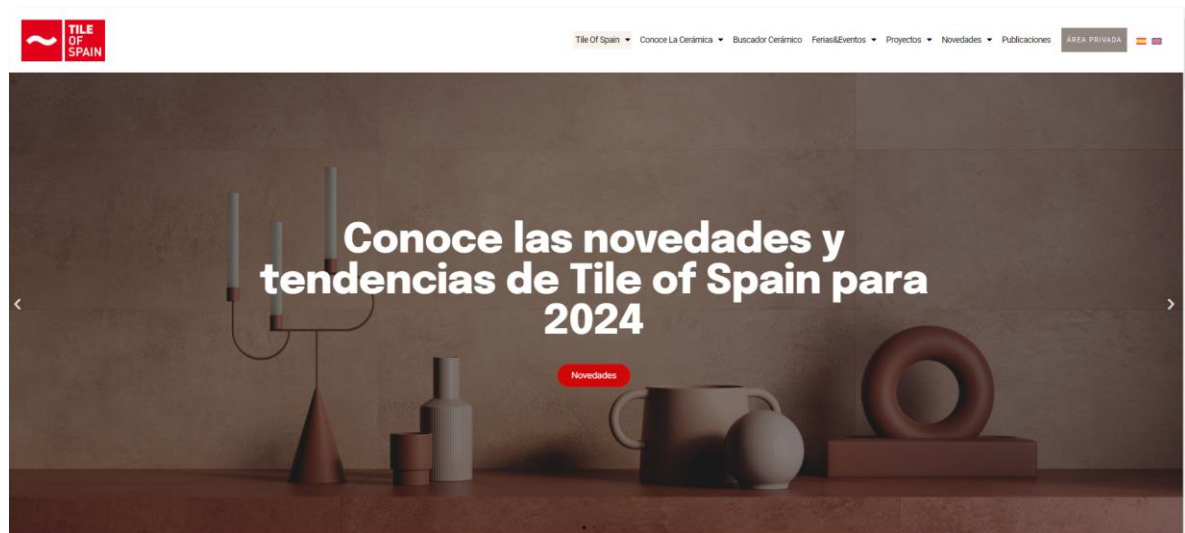 TILE
OF
SPAIN
Tile Of Spain Conoce La Cerámica Buscador Cerámico Ferias&Eventos Proyectos Novedades Publicaciones ÁREA PRIVADA
Conoce las novedades y
tendencias de Tile of Spain para
2024
Novedades